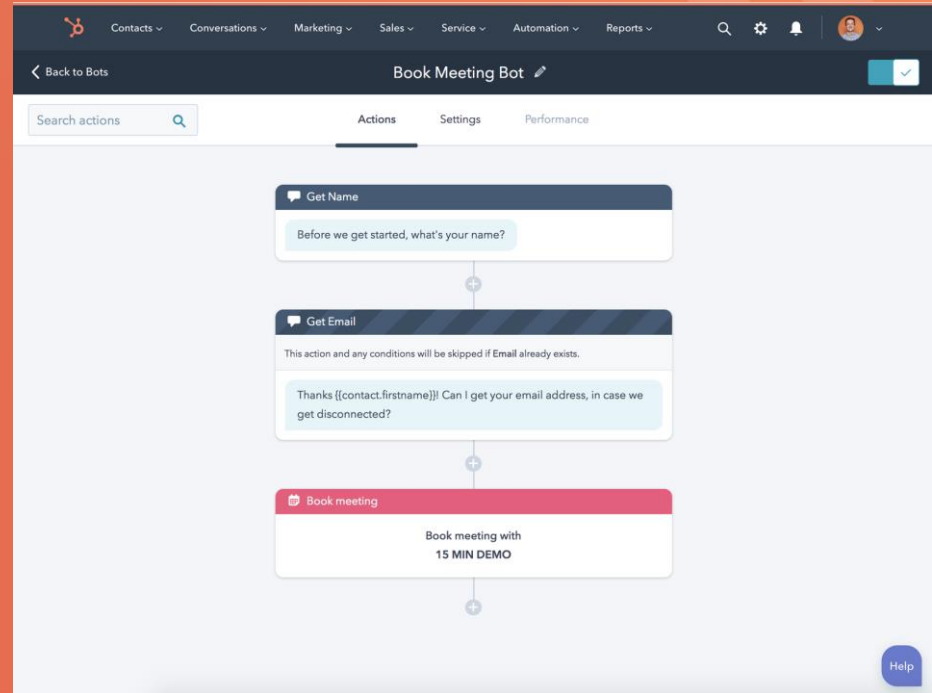 Contacts
Conversations
Marketing
Sales
Service
Automation
Reports
Back to Bots
Book Meeting Bot
Search actions
Actions
Settings
Performance
Get Name
Before we get started, what's your name?
Get Email
This action and any conditions will be skipped if Email already exists.
Thanks {{contact.firstname}}! Can I get your email address, in case we
get disconnected?
Book meeting
Book meeting with
15 MIN DEMO
Help